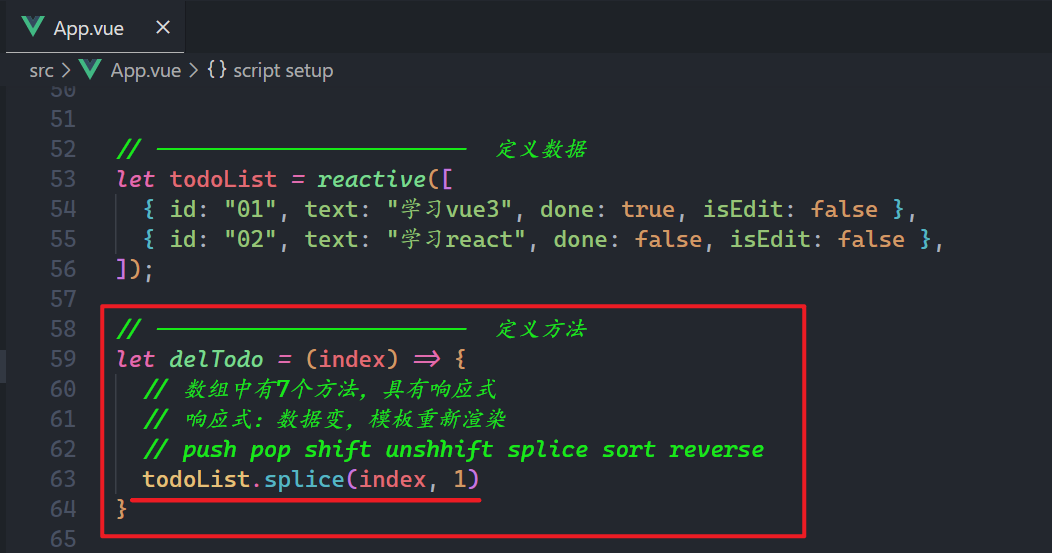 App.vue ×
src > App.vue > {} script setup
50
51
52 // ─────────────────────── 定义数据
53 let todoList = reactive([
54 { id: "01", text: "学习vue3", done: true, isEdit: false },
55 { id: "02", text: "学习react", done: false, isEdit: false },
56 ]);
57
58 // ─────────────────────── 定义方法
59 let delTodo = (index) => {
60 // 数组中有7个方法，具有响应式
61 // 响应式：数据变，模板重新渲染
62 // push pop shift unshhift splice sort reverse
63 todoList.splice(index, 1)
64 }
65